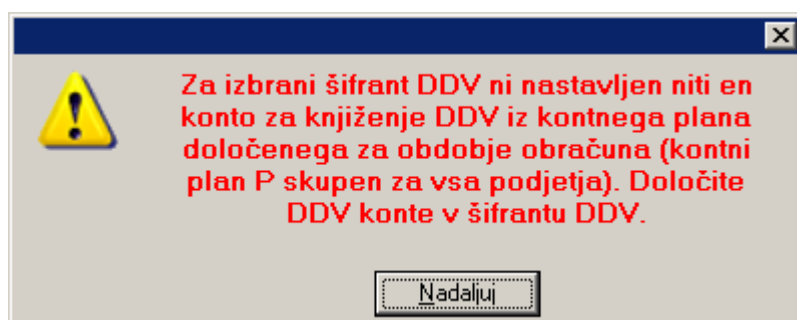 Za izbrani šifrant DDV ni nastavljen niti en
konto za knjiženje DDV iz kontnega plana
določenega za obdobje obračuna (kontni
plan P skupen za vsa podjetja). Določite
DDV konte v šifrantu DDV.
Nadaljuj